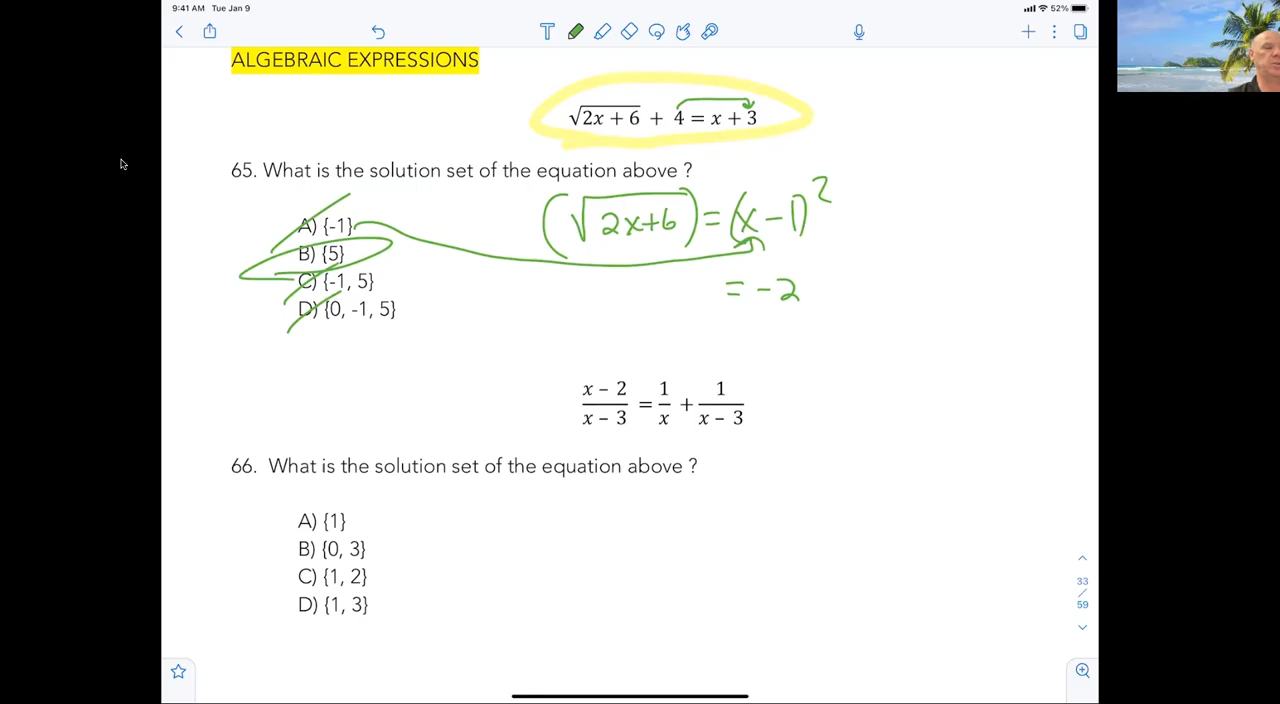 9:41 AM Tue Jan 9
52%
ALGEBRAIC EXPRESSIONS
√2x + 6 + 4 = x + 3
65. What is the solution set of the equation above ?
(√2x+6) = (x-1)²
A) {-1}
B) {5}
C) {-1, 5}
= -2
D) {0, -1, 5}
x – 2 / x – 3 = 1 / x + 1 / x – 3
66. What is the solution set of the equation above ?
A) {1}
B) {0, 3}
C) {1, 2}
D) {1, 3}
33
/
59